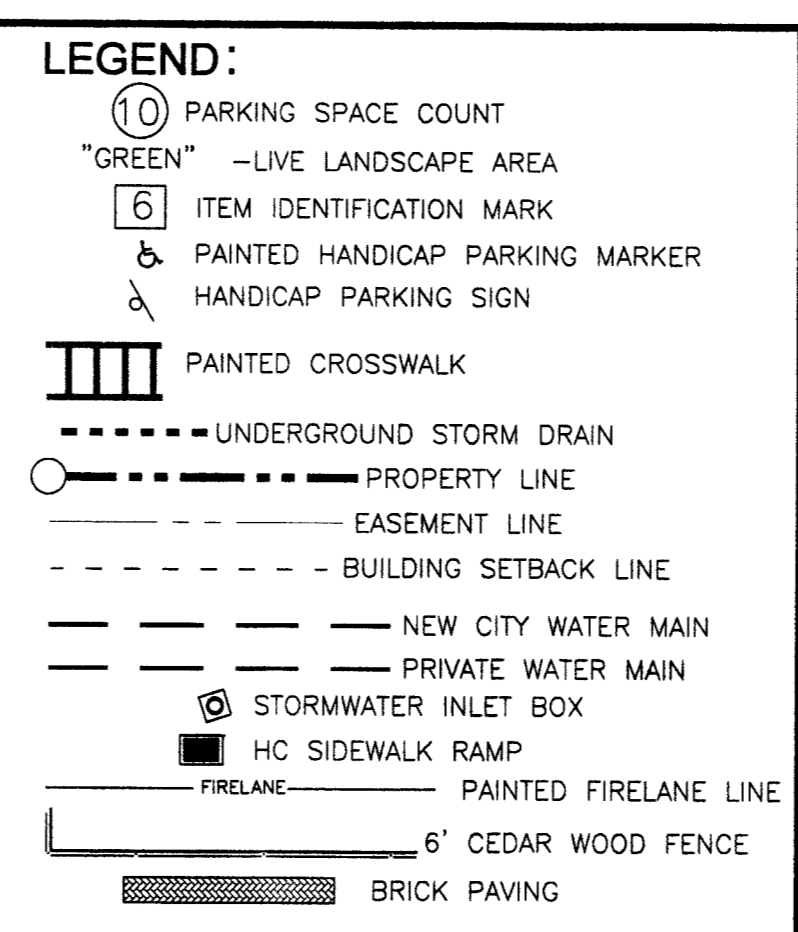 LEGEND:
10 PARKING SPACE COUNT
"GREEN" -LIVE LANDSCAPE AREA
6 ITEM IDENTIFICATION MARK
PAINTED HANDICAP PARKING MARKER
HANDICAP PARKING SIGN
PAINTED CROSSWALK
UNDERGROUND STORM DRAIN
PROPERTY LINE
EASEMENT LINE
BUILDING SETBACK LINE
NEW CITY WATER MAIN
PRIVATE WATER MAIN
STORMWATER INLET BOX
HC SIDEWALK RAMP
FIRELANE PAINTED FIRELANE LINE
6' CEDAR WOOD FENCE
BRICK PAVING